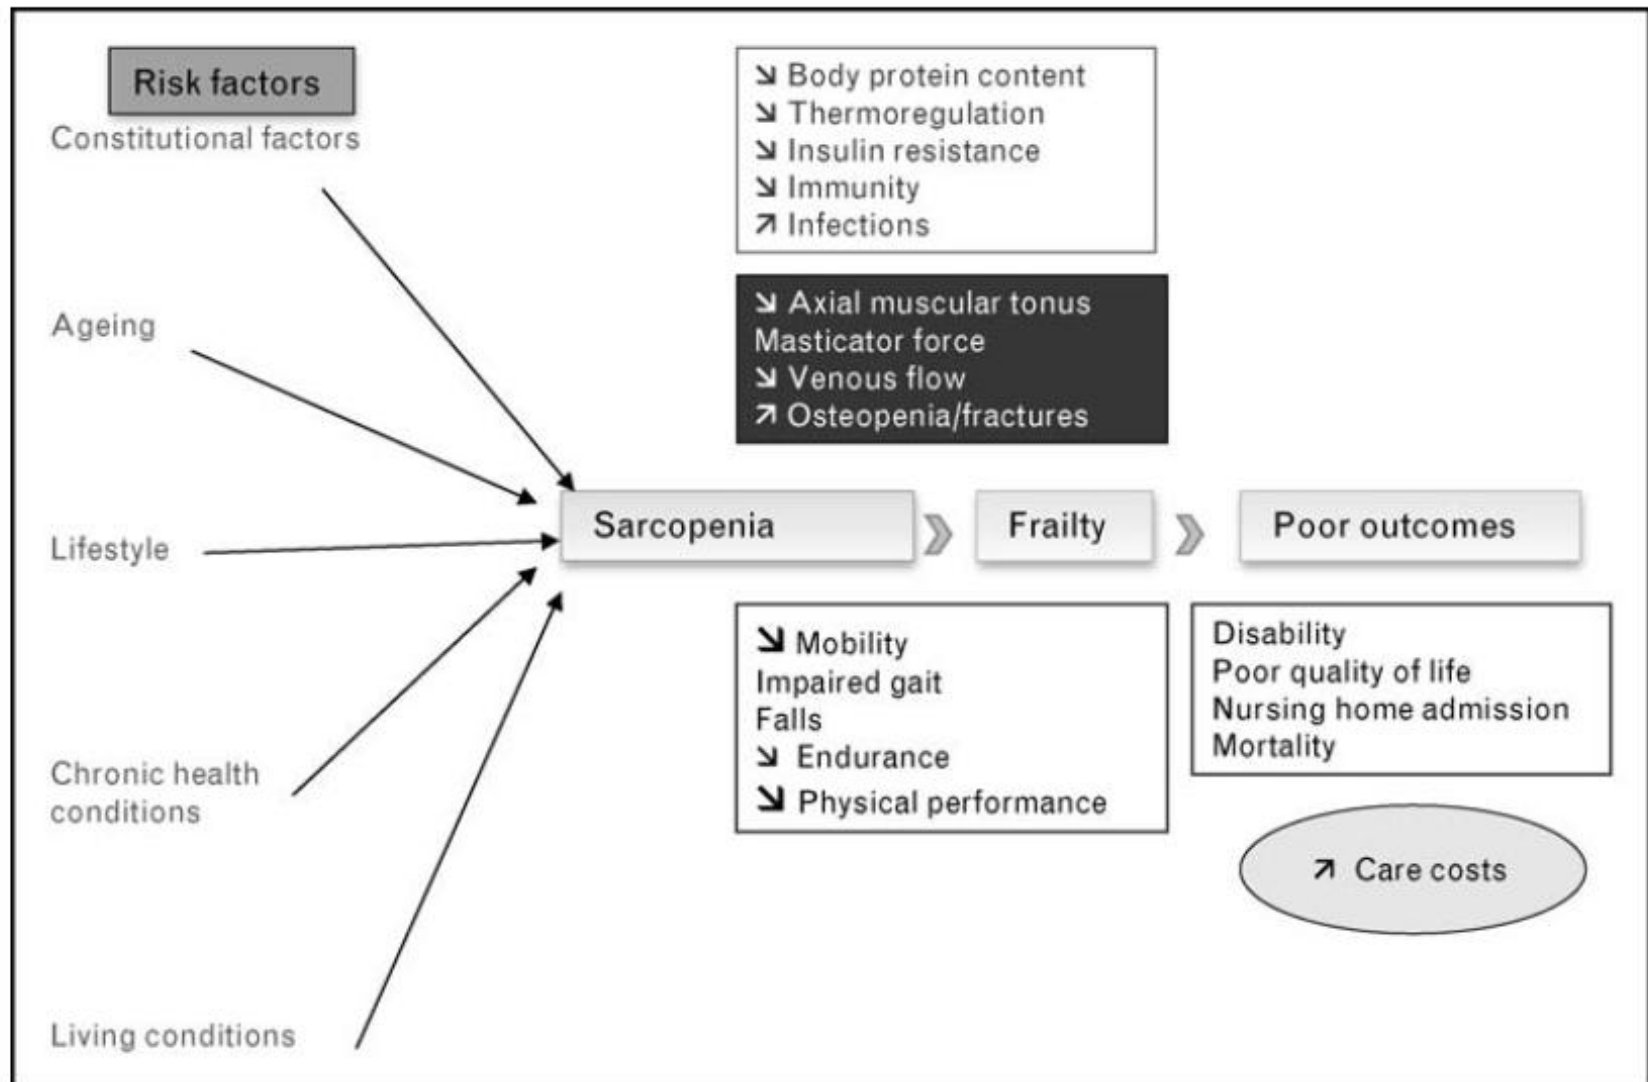 Risk factors
Constitutional factors
Ageing
Lifestyle
Chronic health
conditions
Living conditions
↘ Body protein content
↘ Thermoregulation
↘ Insulin resistance
↘ Immunity
↗ Infections
↘ Axial muscular tonus
Masticator force
↘ Venous flow
↗ Osteopenia/fractures
Sarcopenia
Frailty
Poor outcomes
↘ Mobility
Impaired gait
Falls
↘ Endurance
↘ Physical performance
Disability
Poor quality of life
Nursing home admission
Mortality
↗ Care costs